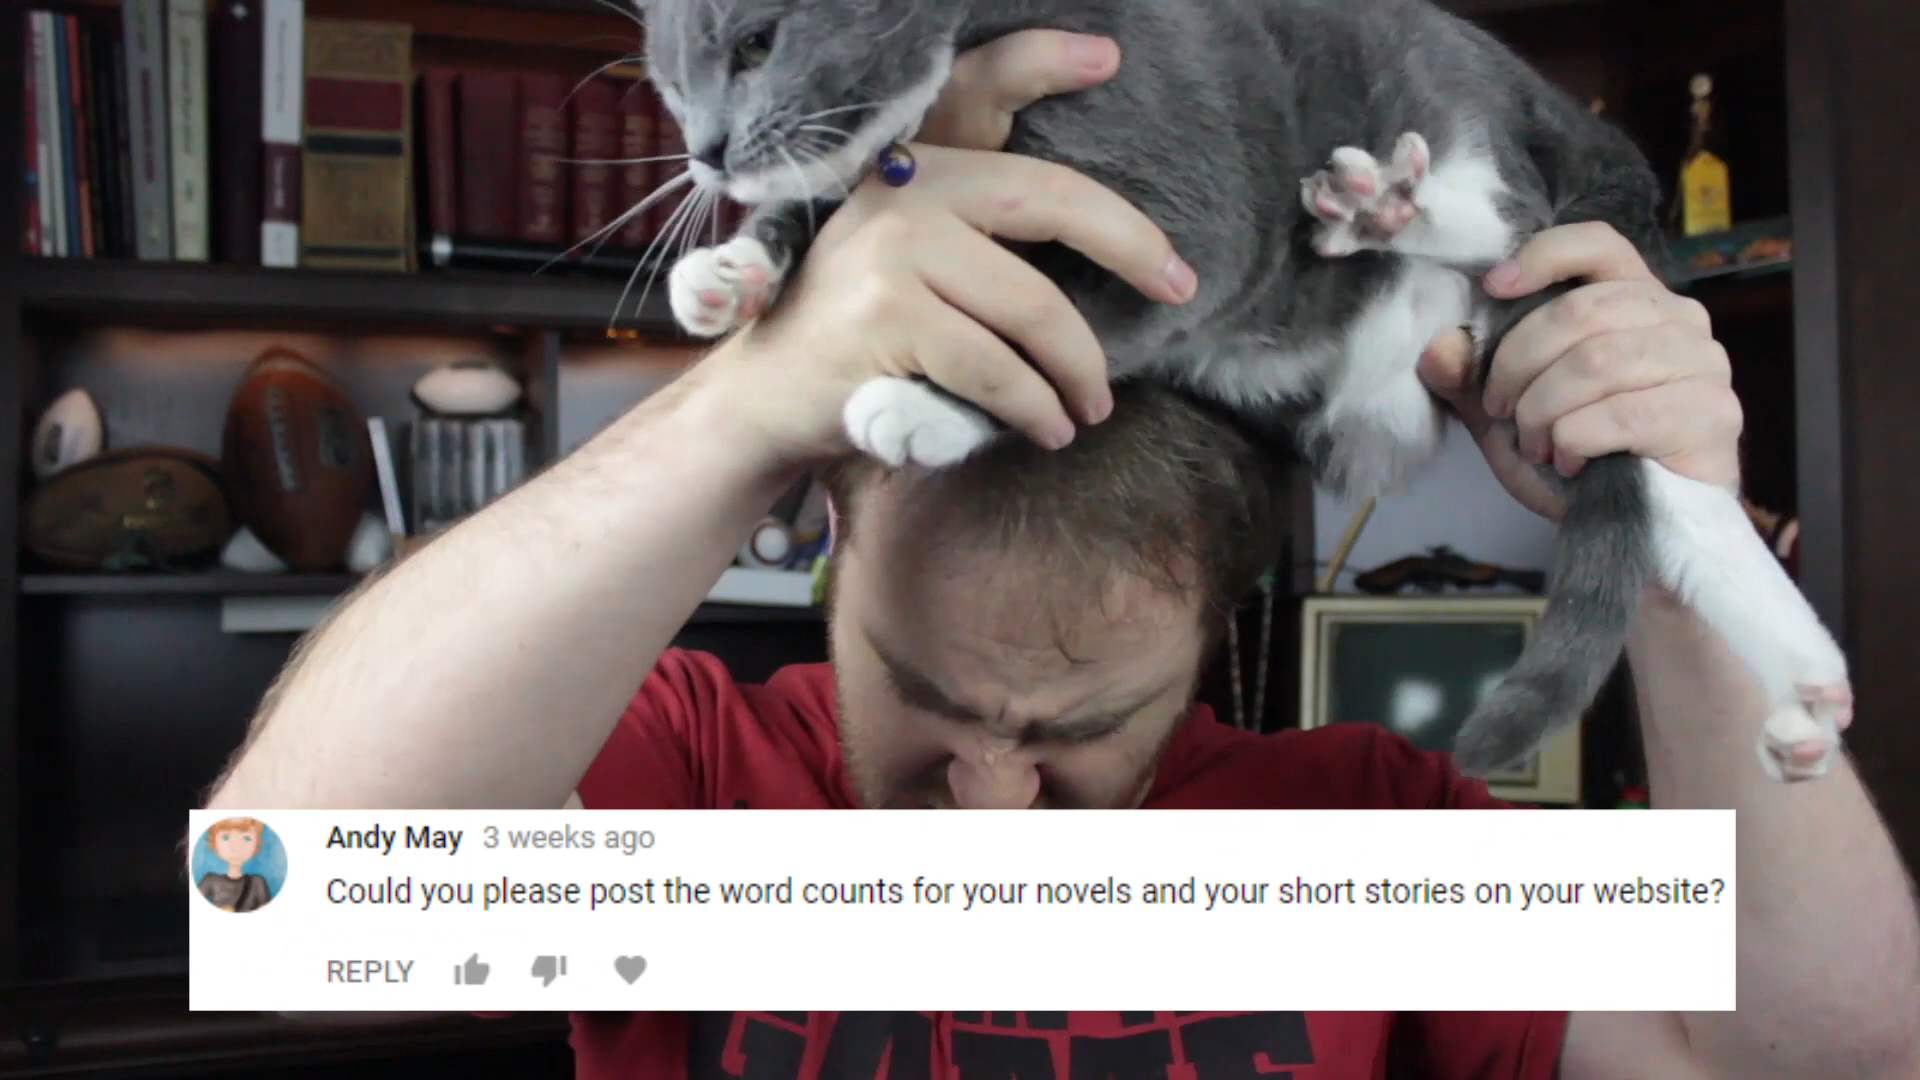 Andy May 3 weeks ago
Could you please post the word counts for your novels and your short stories on your website?
REPLY